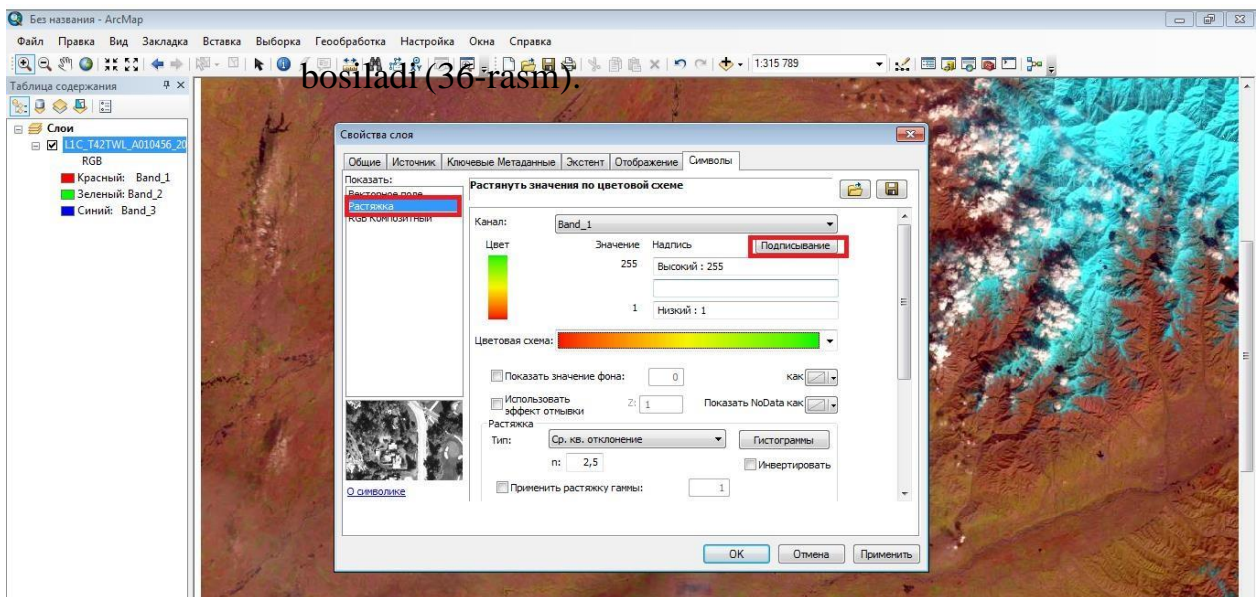 Без названия - ArcMap
Файл Правка Вид Закладка Вставка Выборка Геообработка Настройка Окна Справка
1:315 789
bosiladi (36-rasm).
Таблица содержания
Слои
L1C_T42TWL_A010456_20
RGB
Красный: Band_1
Зеленый: Band_2
Синий: Band_3
Свойства слоя
Общие Источник Ключевые Метаданные Экстент Отображение Символы
Показать:
Векторное поле
Растяжка
RGB Композитный
Растянуть значения по цветовой схеме
Канал: Band_1
Цвет Значение Надпись Подписывание
255 Высокий : 255
1 Низкий : 1
Цветовая схема:
Показать значение фона: 0 как
Использовать эффект отмывки Z: 1 Показать NoData как
Растяжка
Тип: Ср. кв. отклонение Гистограммы
n: 2,5 Инвертировать
Применить растяжку гаммы: 1
О символике
OK Отмена Применить